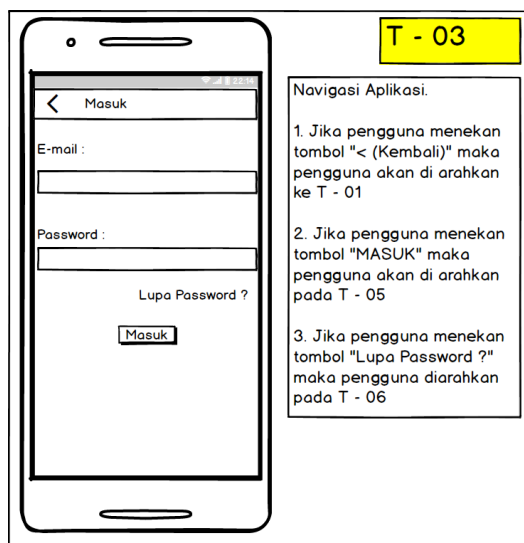 T - 03
22:14
Masuk
E-mail :
Password :
Lupa Password ?
Masuk
Navigasi Aplikasi.
1. Jika pengguna menekan
tombol "< (Kembali)" maka
pengguna akan di arahkan
ke T - 01
2. Jika pengguna menekan
tombol "MASUK" maka
pengguna akan di arahkan
pada T - 05
3. Jika pengguna menekan
tombol "Lupa Password ?"
maka pengguna diarahkan
pada T - 06